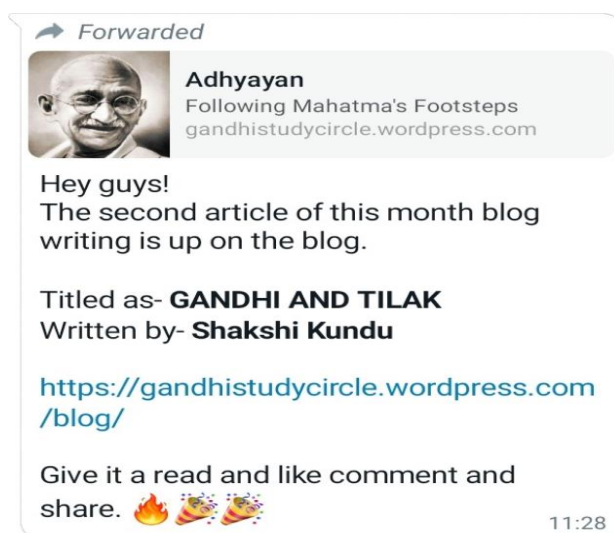 Forwarded
Adhyayan
Following Mahatma's Footsteps
gandhistudycircle.wordpress.com
Hey guys!
The second article of this month blog
writing is up on the blog.
Titled as- GANDHI AND TILAK
Written by- Shakshi Kundu
https://gandhistudycircle.wordpress.com
/blog/
Give it a read and like comment and
share. 🔥🎉🎉
11:28